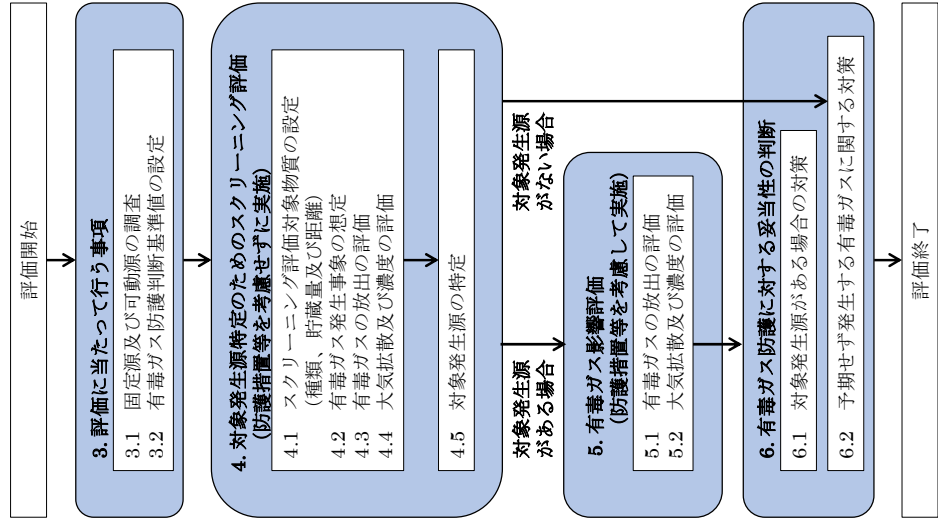 評価開始
3. 評価に当たって行う事項
3.1 固定源及び可動源の調査
3.2 有毒ガス防護判断基準値の設定
4. 対象発生源特定のためのスクリーニング評価
(防護措置等を考慮せずに実施)
4.1 スクリーニング評価対象物質の設定
(種類、貯蔵量及び距離)
4.2 有毒ガス発生事象の想定
4.3 有毒ガスの放出の評価
4.4 大気拡散及び濃度の評価
4.5 対象発生源の特定
対象発生源
がある場合
対象発生源
がない場合
5. 有毒ガス影響評価
(防護措置等を考慮して実施)
5.1 有毒ガスの放出の評価
5.2 大気拡散及び濃度の評価
6. 有毒ガス防護に対する妥当性の判断
6.1 対象発生源がある場合の対策
6.2 予期せず発生する有毒ガスに関する対策
評価終了